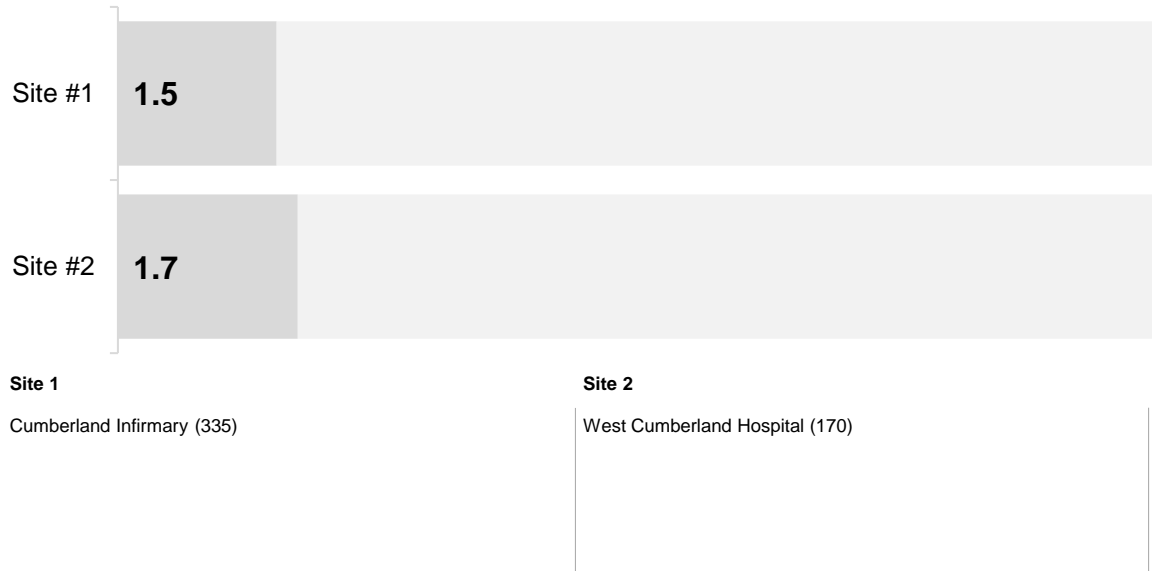 Site #1 1.5
Site #2 1.7
Site 1 Site 2
Cumberland Infirmary (335) West Cumberland Hospital (170)